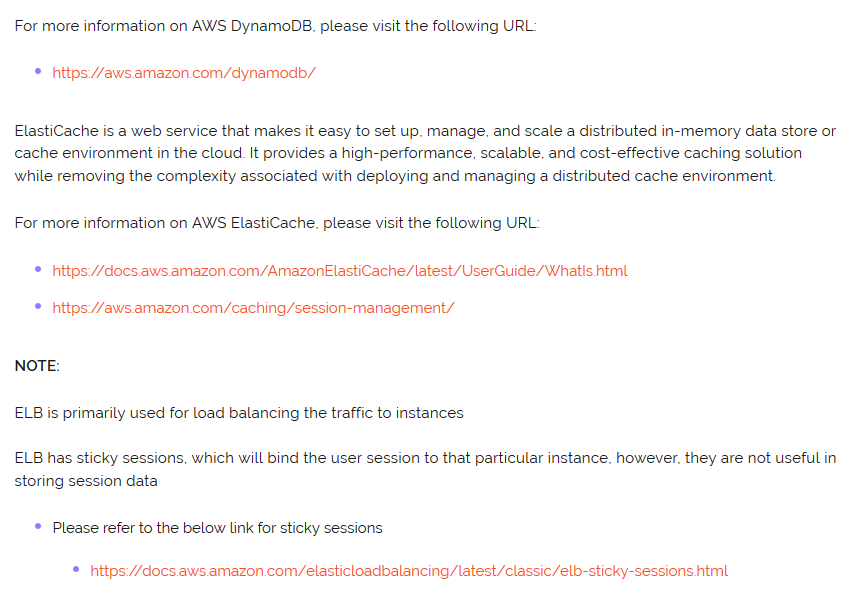 For more information on AWS DynamoDB, please visit the following URL:
https://aws.amazon.com/dynamodb/
ElastiCache is a web service that makes it easy to set up, manage, and scale a distributed in-memory data store or
cache environment in the cloud. It provides a high-performance, scalable, and cost-effective caching solution
while removing the complexity associated with deploying and managing a distributed cache environment.
For more information on AWS ElastiCache, please visit the following URL:
https://docs.aws.amazon.com/AmazonElastiCache/latest/UserGuide/WhatIs.html
https://aws.amazon.com/caching/session-management/
NOTE:
ELB is primarily used for load balancing the traffic to instances
ELB has sticky sessions, which will bind the user session to that particular instance, however, they are not useful in
storing session data
Please refer to the below link for sticky sessions
https://docs.aws.amazon.com/elasticloadbalancing/latest/classic/elb-sticky-sessions.html